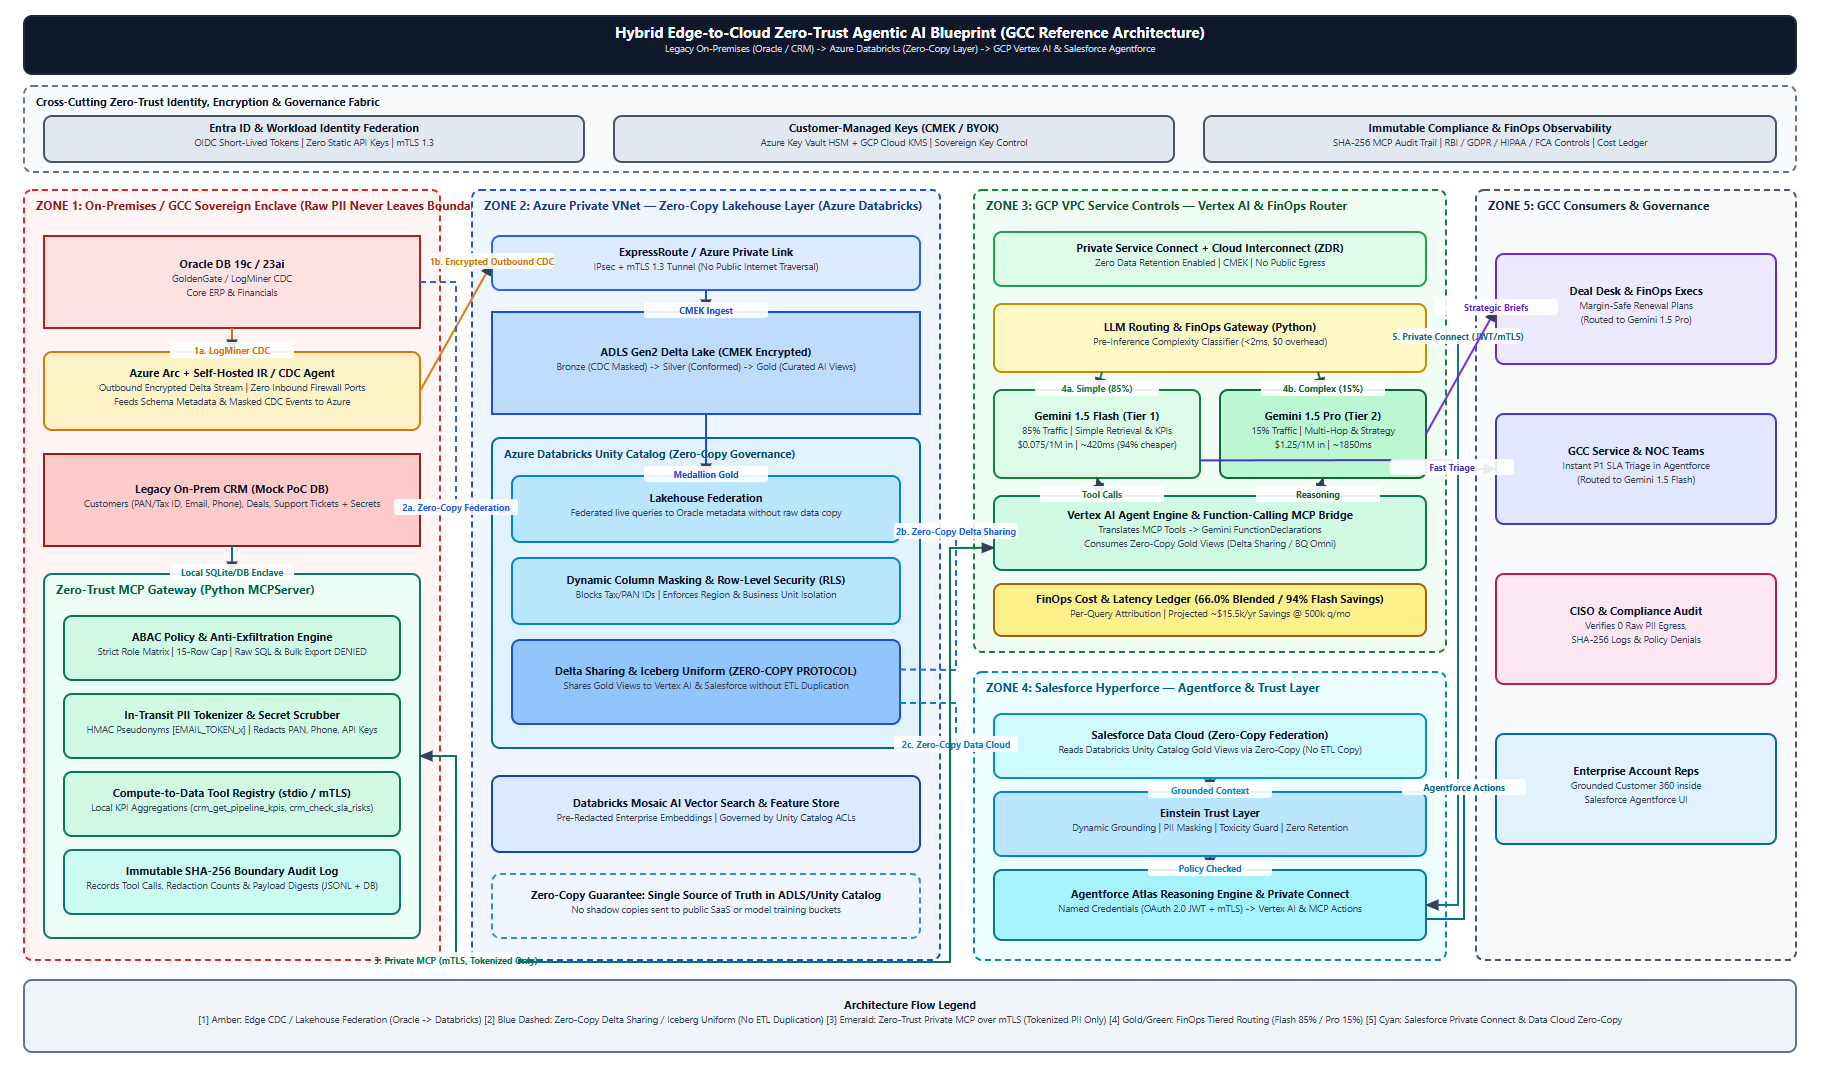 Hybrid Edge-to-Cloud Zero-Trust Agentic AI Blueprint (GCC Reference Architecture)
Legacy On-Premises (Oracle / CRM) -> Azure Databricks (Zero-Copy Layer) -> GCP Vertex AI & Salesforce Agentforce
Cross-Cutting Zero-Trust Identity, Encryption & Governance Fabric
Entra ID & Workload Identity Federation
OIDC Short-Lived Tokens | Zero Static API Keys | mTLS 1.3
Customer-Managed Keys (CMEK / BYOK)
Azure Key Vault HSM + GCP Cloud KMS | Sovereign Key Control
Immutable Compliance & FinOps Observability
SHA-256 MCP Audit Trail | RBI / GDPR / HIPAA / FCA Controls | Cost Ledger
ZONE 1: On-Premises / GCC Sovereign Enclave (Raw PII Never Leaves Bounda
Oracle DB 19c / 23ai
GoldenGate / LogMiner CDC
Core ERP & Financials
1a. LogMiner CDC
Azure Arc + Self-Hosted IR / CDC Agent
Outbound Encrypted Delta Stream | Zero Inbound Firewall Ports
Feeds Schema Metadata & Masked CDC Events to Azure
Legacy On-Prem CRM (Mock PoC DB)
Customers (PAN/Tax ID, Email, Phone), Deals, Support Tickets + Secrets
Local SQLite/DB Enclave
Zero-Trust MCP Gateway (Python MCPServer)
ABAC Policy & Anti-Exfiltration Engine
Strict Role Matrix | 15-Row Cap | Raw SQL & Bulk Export DENIED
In-Transit PII Tokenizer & Secret Scrubber
HMAC Pseudonyms [EMAIL_TOKEN_x] | Redacts PAN, Phone, API Keys
Compute-to-Data Tool Registry (stdio / mTLS)
Local KPI Aggregations (crm_get_pipeline_kpis, crm_check_sla_risks)
Immutable SHA-256 Boundary Audit Log
Records Tool Calls, Redaction Counts & Payload Digests (JSONL + DB)
1b. Encrypted Outbound CDC
2a. Zero-Copy Federation
3. Private MCP (mTLS, Tokenized Only)
ZONE 2: Azure Private VNet — Zero-Copy Lakehouse Layer (Azure Databricks)
ExpressRoute / Azure Private Link
IPsec + mTLS 1.3 Tunnel (No Public Internet Traversal)
CMEK Ingest
ADLS Gen2 Delta Lake (CMEK Encrypted)
Bronze (CDC Masked) -> Silver (Conformed) -> Gold (Curated AI Views)
Azure Databricks Unity Catalog (Zero-Copy Governance)
Medallion Gold
Lakehouse Federation
Federated live queries to Oracle metadata without raw data copy
Dynamic Column Masking & Row-Level Security (RLS)
Blocks Tax/PAN IDs | Enforces Region & Business Unit Isolation
Delta Sharing & Iceberg Uniform (ZERO-COPY PROTOCOL)
Shares Gold Views to Vertex AI & Salesforce without ETL Duplication
Databricks Mosaic AI Vector Search & Feature Store
Pre-Redacted Enterprise Embeddings | Governed by Unity Catalog ACLs
Zero-Copy Guarantee: Single Source of Truth in ADLS/Unity Catalog
No shadow copies sent to public SaaS or model training buckets
2b. Zero-Copy Delta Sharing
2c. Zero-Copy Data Cloud
ZONE 3: GCP VPC Service Controls — Vertex AI & FinOps Router
Private Service Connect + Cloud Interconnect (ZDR)
Zero Data Retention Enabled | CMEK | No Public Egress
LLM Routing & FinOps Gateway (Python)
Pre-Inference Complexity Classifier (<2ms, $0 overhead)
4a. Simple (85%)
4b. Complex (15%)
Gemini 1.5 Flash (Tier 1)
85% Traffic | Simple Retrieval & KPIs
$0.075/1M in | ~420ms (94% cheaper)
Gemini 1.5 Pro (Tier 2)
15% Traffic | Multi-Hop & Strategy
$1.25/1M in | ~1850ms
Tool Calls
Reasoning
Vertex AI Agent Engine & Function-Calling MCP Bridge
Translates MCP Tools -> Gemini FunctionDeclarations
Consumes Zero-Copy Gold Views (Delta Sharing / BQ Omni)
FinOps Cost & Latency Ledger (66.0% Blended / 94% Flash Savings)
Per-Query Attribution | Projected ~$15.5k/yr Savings @ 500k q/mo
ZONE 4: Salesforce Hyperforce — Agentforce & Trust Layer
Salesforce Data Cloud (Zero-Copy Federation)
Reads Databricks Unity Catalog Gold Views via Zero-Copy (No ETL Copy)
Grounded Context
Einstein Trust Layer
Dynamic Grounding | PII Masking | Toxicity Guard | Zero Retention
Policy Checked
Agentforce Atlas Reasoning Engine & Private Connect
Named Credentials (OAuth 2.0 JWT + mTLS) -> Vertex AI & MCP Actions
Strategic Briefs
5. Private Connect (JWT/mTLS)
Fast Triage
Agentforce Actions
ZONE 5: GCC Consumers & Governance
Deal Desk & FinOps Execs
Margin-Safe Renewal Plans
(Routed to Gemini 1.5 Pro)
GCC Service & NOC Teams
Instant P1 SLA Triage in Agentforce
(Routed to Gemini 1.5 Flash)
CISO & Compliance Audit
Verifies 0 Raw PII Egress,
SHA-256 Logs & Policy Denials
Enterprise Account Reps
Grounded Customer 360 inside
Salesforce Agentforce UI
Architecture Flow Legend
[1] Amber: Edge CDC / Lakehouse Federation (Oracle -> Databricks) [2] Blue Dashed: Zero-Copy Delta Sharing / Iceberg Uniform (No ETL Duplication) [3] Emerald: Zero-Trust Private MCP over mTLS (Tokenized PII Only) [4] Gold/Green: FinOps Tiered Routing (Flash 85% / Pro 15%) [5] Cyan: Salesforce Private Connect & Data Cloud Zero-Copy